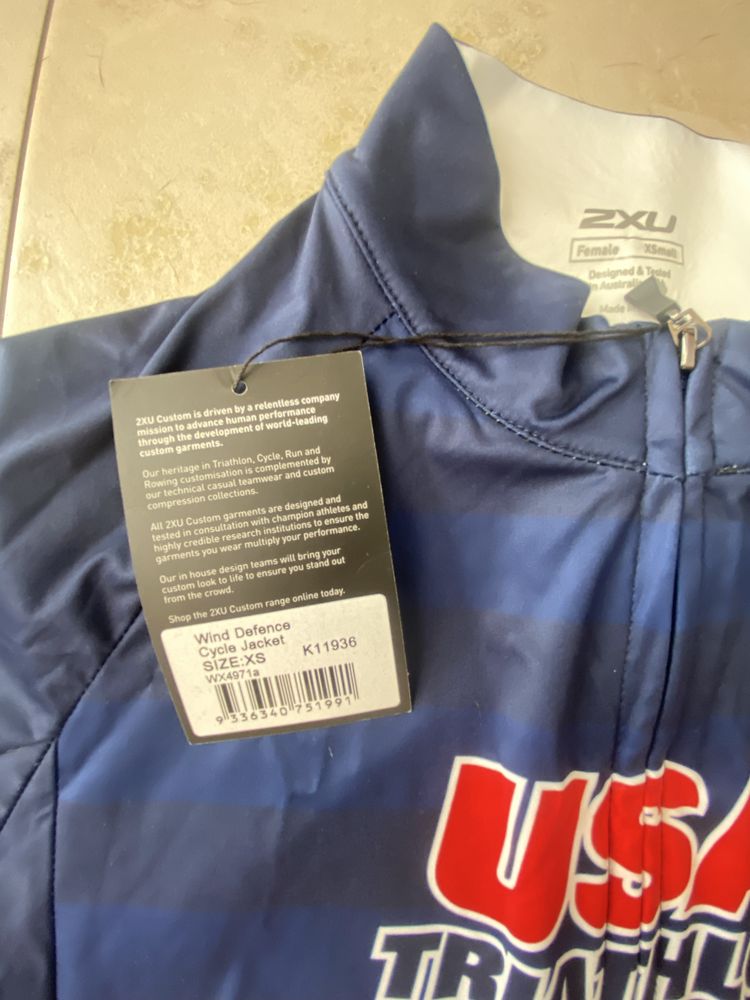 2XU
Female XSmall
Designed & Tested
in Australia
Made
2XU Custom is driven by a relentless company
mission to advance human performance
through the development of world-leading
custom garments.
Our heritage in Triathlon, Cycle, Run and
Rowing customisation is complemented by
our technical casual teamwear and custom
compression collections.
All 2XU Custom garments are designed and
tested in consultation with champion athletes and
highly credible research institutions to ensure the
garments you wear multiply your performance.
Our in house design teams will bring your
custom look to life to ensure you stand out
from the crowd.
Shop the 2XU Custom range online today.
Wind Defence
Cycle Jacket
SIZE:XS K11936
WX4971a
9 336340 751991
USA
TRIATHL